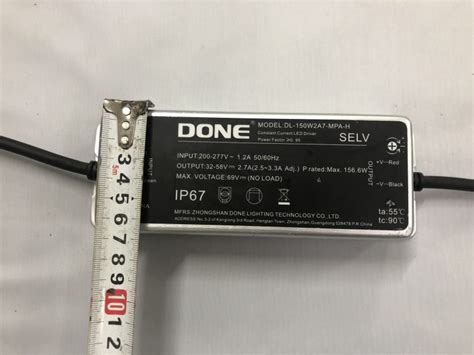 DONE
MODEL:DL-150W2A7-MPA-H
Constant Current LED Driver
Power Factor:≥0.95
SELV
INPUT:200-277V~ 1.2A 50/60Hz
OUTPUT:32-58V⎓ 2.7A(2.5~3.3A Adj.) P rated:Max. 156.6W
MAX. VOLTAGE:69V⎓(NO LOAD)
OUTPUT
V+-Red
V--Black
IP67
MFRS:ZHONGSHAN DONE LIGHTING TECHNOLOGY CO.,LTD.
ta:55℃
tc:90℃
5m
3
4
5
6
7
8
9
10
1
2